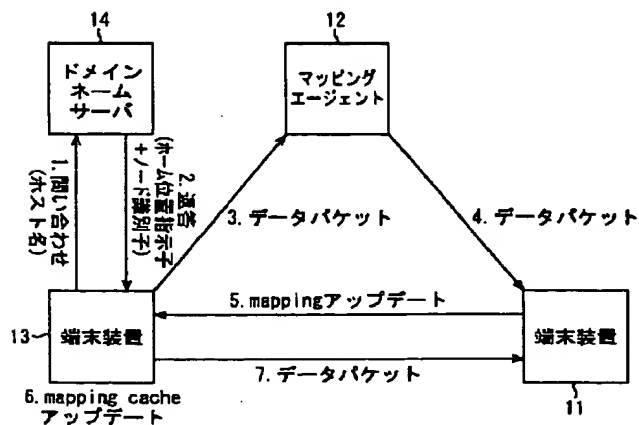 14
ドメイン
ネーム
サーバ
12
マッピング
エージェント
1.問い合わせ
(ホスト名)
2.返答
(ホーム位置指示子
+ノード識別子)
3.データパケット
4.データパケット
5.mappingアップデート
13
端末装置
端末装置
7.データパケット
11
6.mapping cache
アップデート